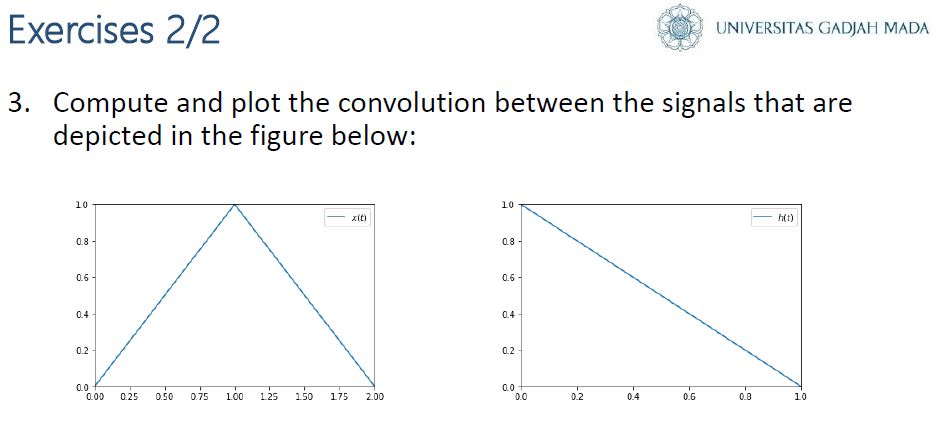 Exercises 2/2
UNIVERSITAS GADJAH MADA
3. Compute and plot the convolution between the signals that are
depicted in the figure below:
1.0
x(t)
0.8
0.6
0.4
0.2
0.0
0.00 0.25 0.50 0.75 1.00 1.25 1.50 1.75 2.00
1.0
h(t)
0.8
0.6
0.4
0.2
0.0
0.0 0.2 0.4 0.6 0.8 1.0